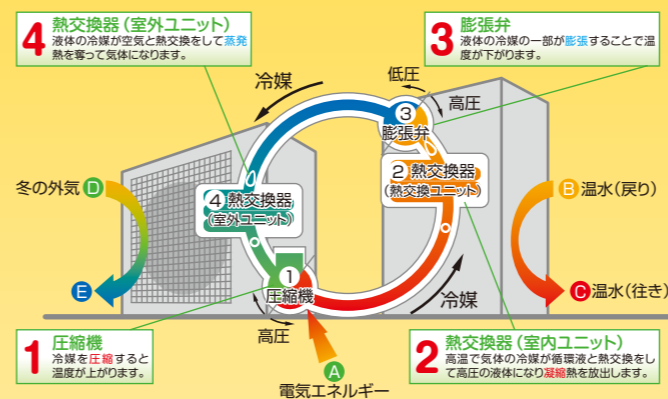 4 熱交換器(室外ユニット)
液体の冷媒が空気と熱交換をして蒸発
熱を奪って気体になります。
3 膨張弁
液体の冷媒の一部が膨張することで温
度が下がります。
冷媒
低圧
高圧
3
膨張弁
2 熱交換器
(熱交換ユニット)
4 熱交換器
(室外ユニット)
冬の外気 D
E
B 温水(戻り)
C 温水(往き)
1
圧縮機
高圧
冷媒
1 圧縮機
冷媒を圧縮すると
温度が上がります。
A
電気エネルギー
2 熱交換器(室内ユニット)
高温で気体の冷媒が循環液と熱交換をし
て高圧の液体になり凝縮熱を放出します。